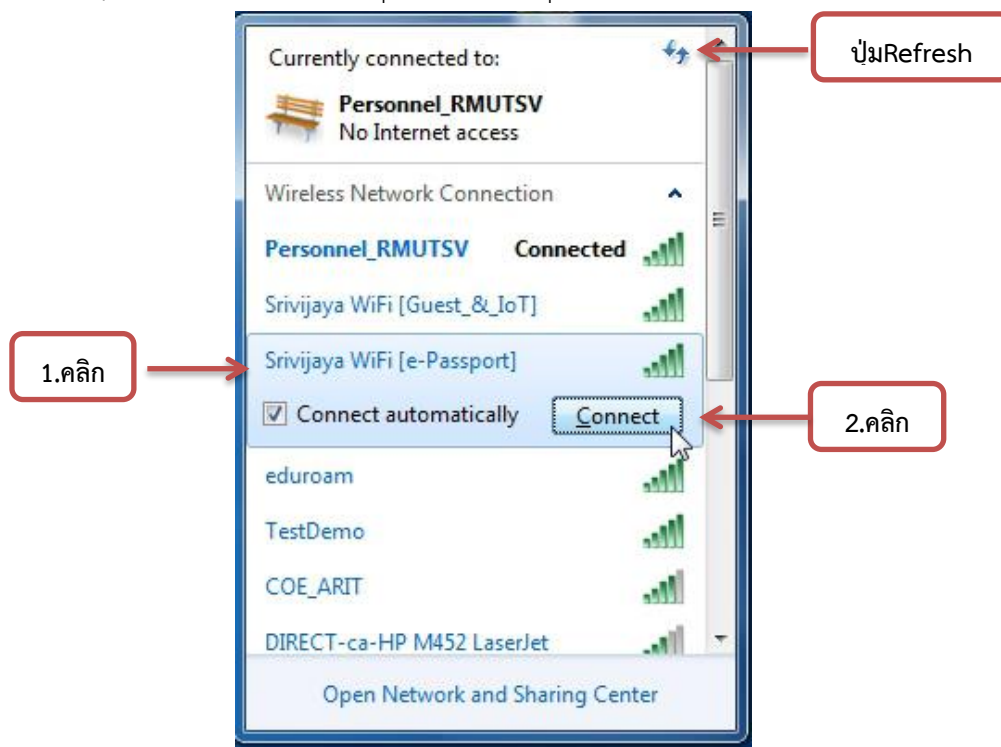 Currently connected to:
ปุ่มRefresh
Personnel_RMUTSV
No Internet access
Wireless Network Connection
Personnel_RMUTSV Connected
Srivijaya WiFi [Guest_&_IoT]
Srivijaya WiFi [e-Passport]
1.คลิก
Connect automatically Connect
2.คลิก
eduroam
TestDemo
COE_ARIT
DIRECT-ca-HP M452 LaserJet
Open Network and Sharing Center